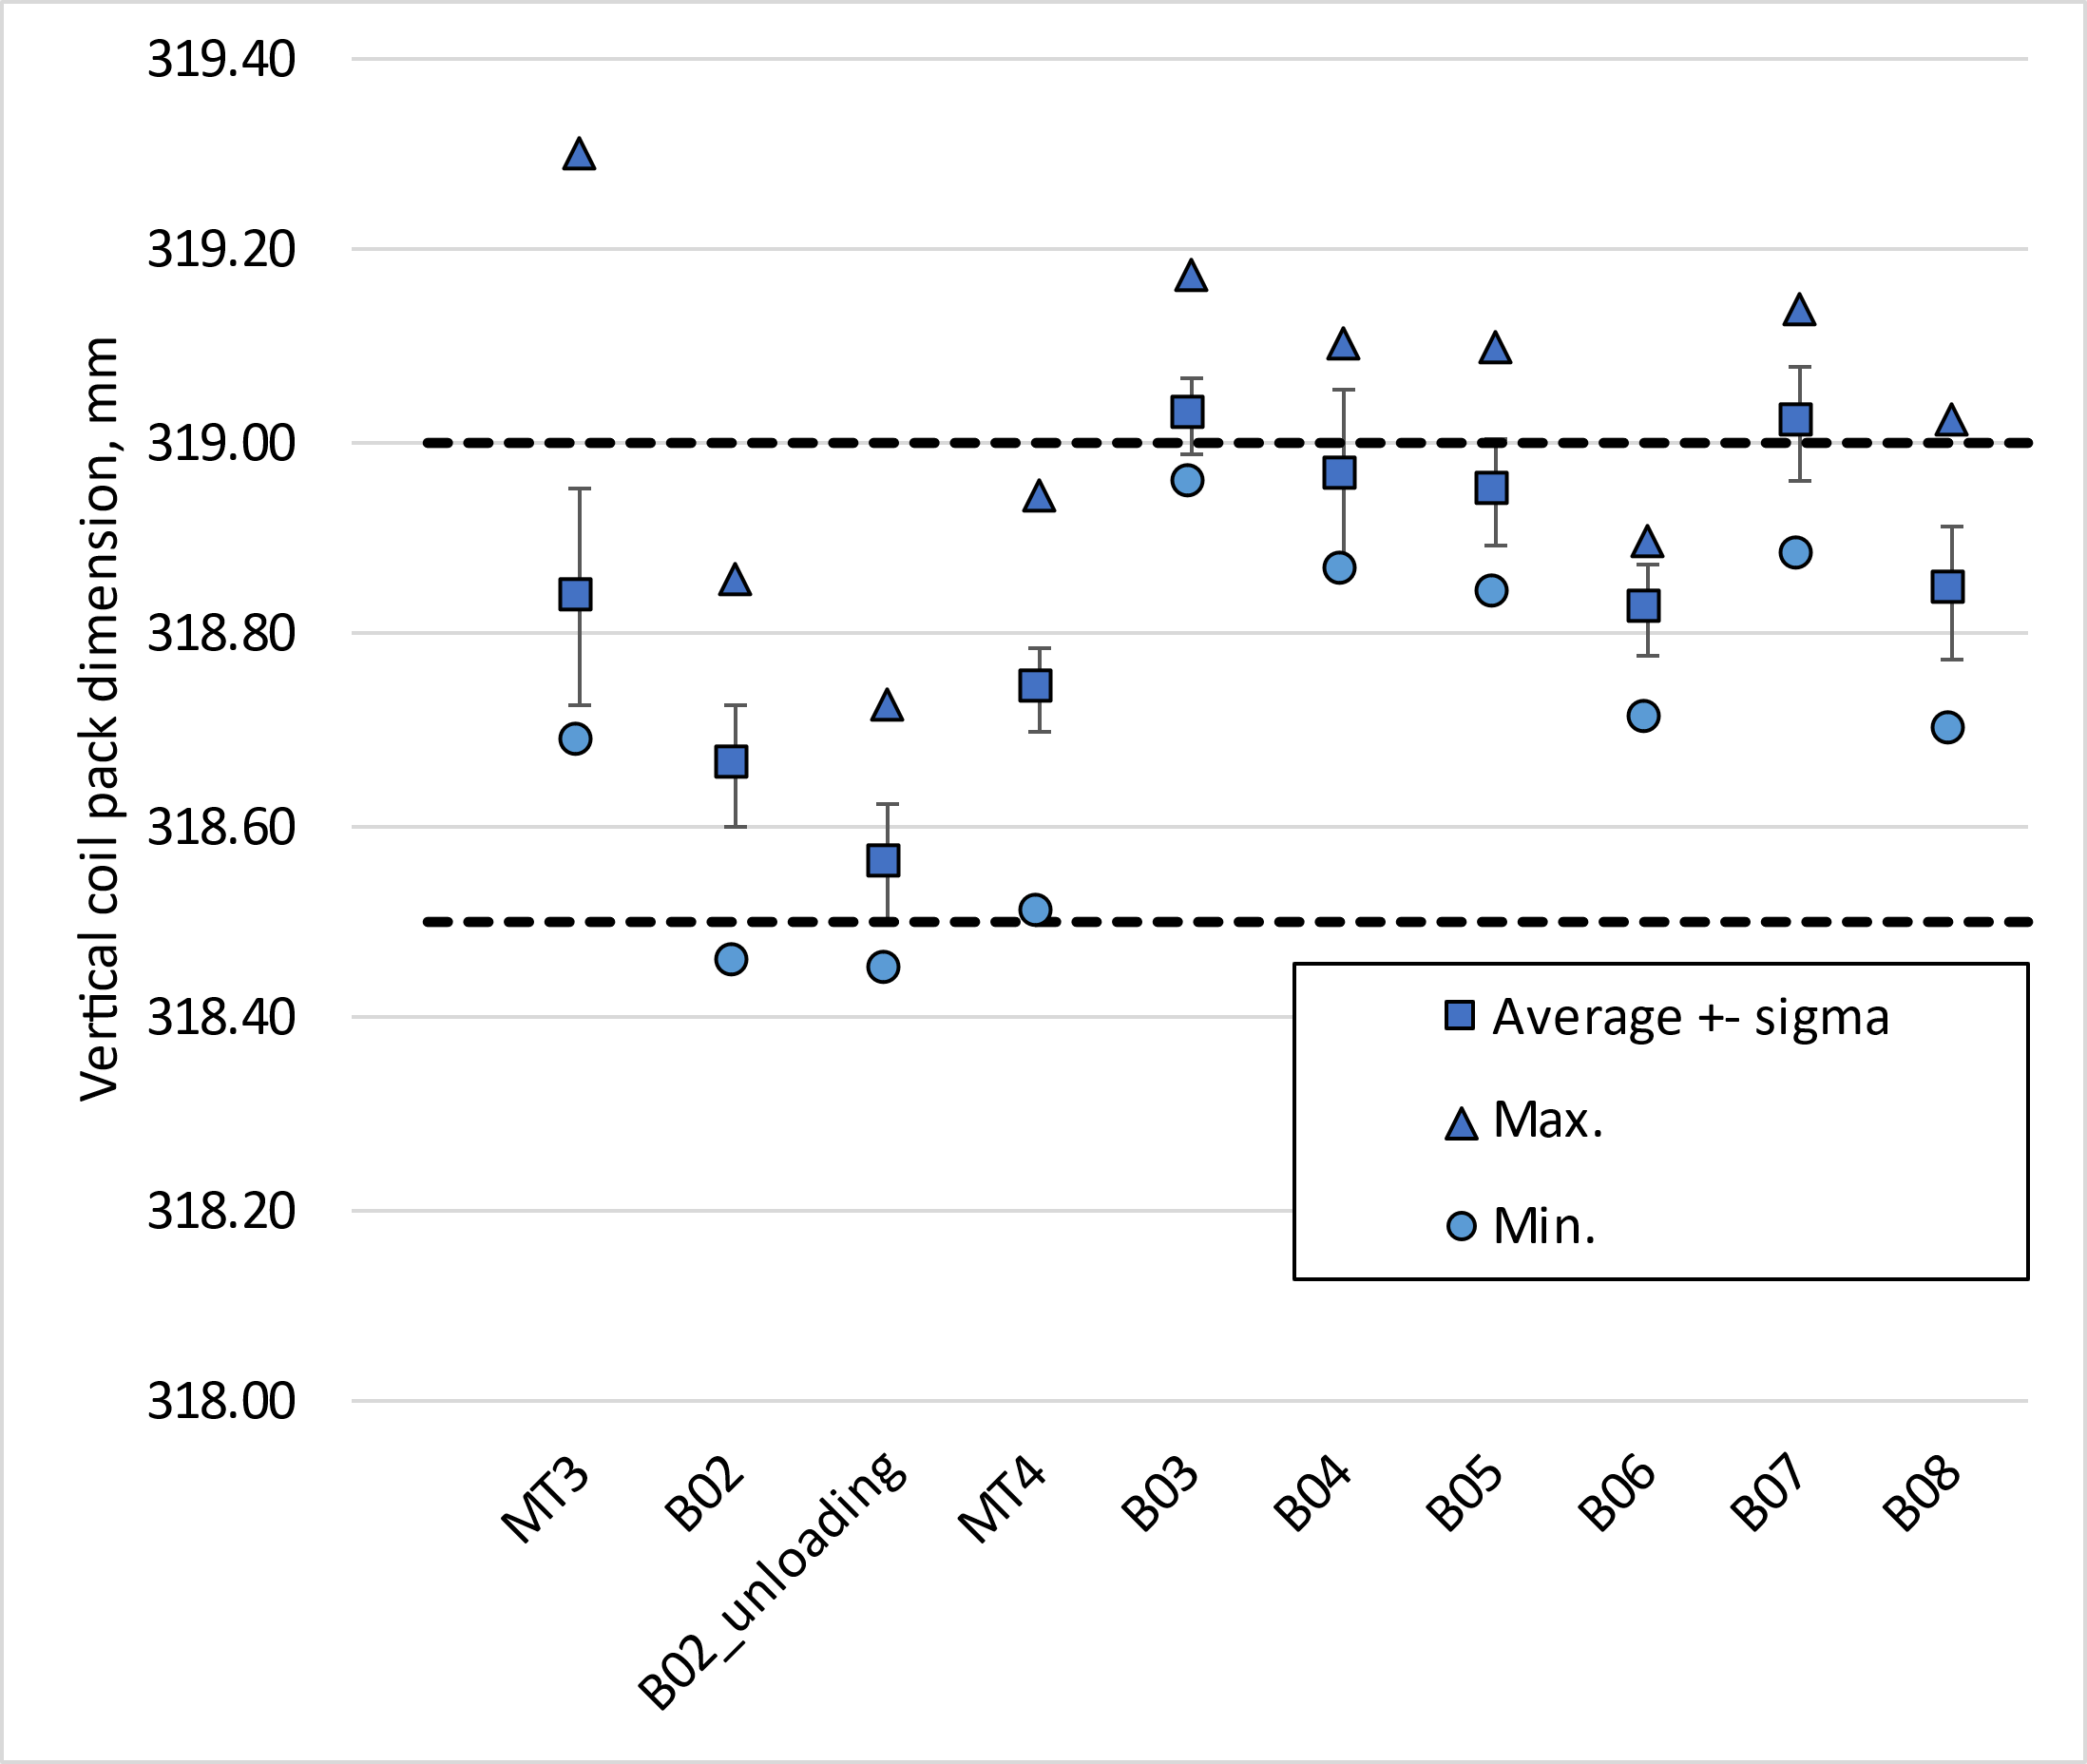 319.40
319.20
319.00
318.80
318.60
318.40
318.20
318.00
Vertical coil pack dimension, mm
Average +- sigma
Max.
Min.
MT3
B02
B02_unloading
MT4
B03
B04
B05
B06
B07
B08